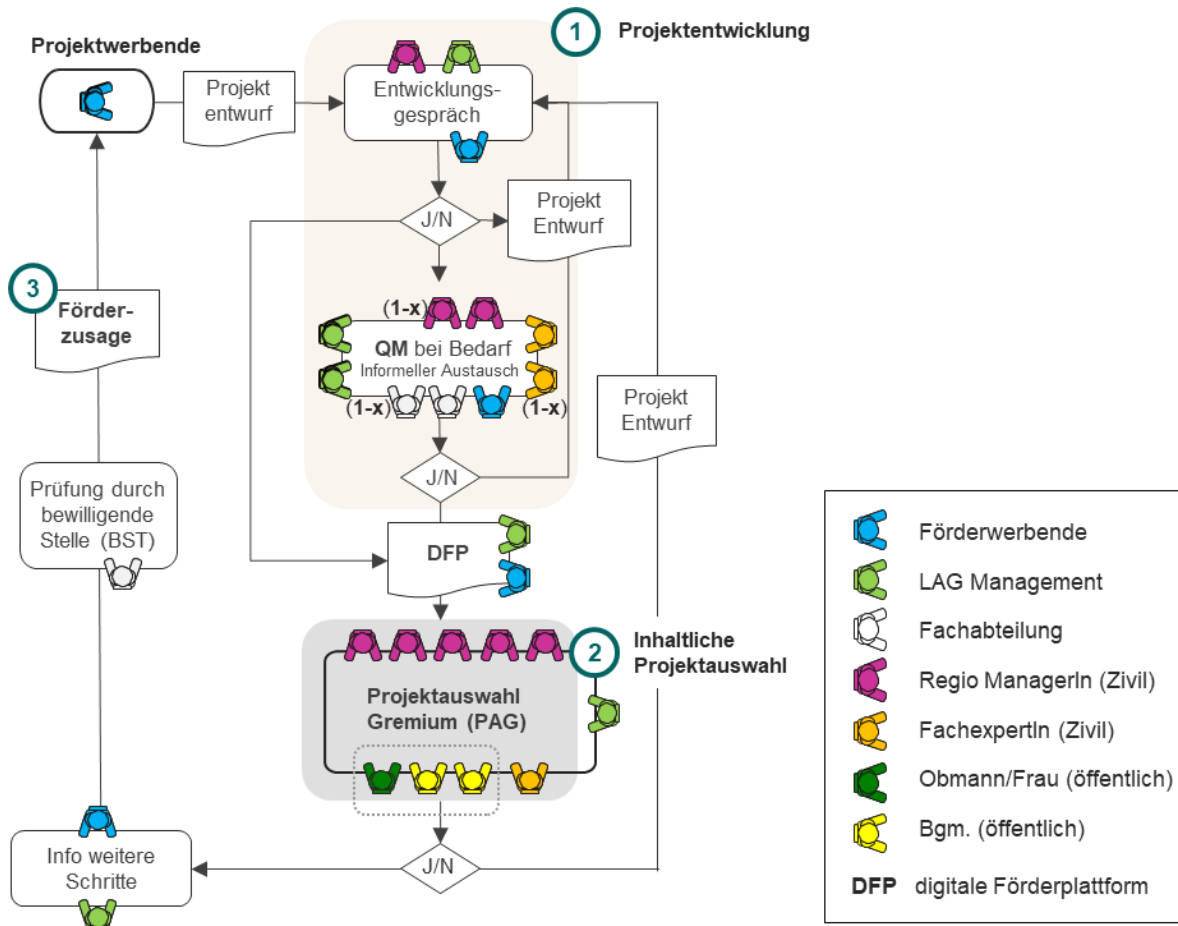 Projektwerbende
1
Projektentwicklung
Projekt
entwurf
Entwicklungs-
gespräch
J/N
Projekt
Entwurf
3
Förder-
zusage
(1-x)
QM bei Bedarf
Informeller Austausch
(1-x)
(1-x)
Projekt
Entwurf
J/N
Prüfung durch
bewilligende
Stelle (BST)
DFP
2
Inhaltliche
Projektauswahl
Projektauswahl
Gremium (PAG)
J/N
Info weitere
Schritte
Förderwerbende
LAG Management
Fachabteilung
Regio ManagerIn (Zivil)
FachexpertIn (Zivil)
Obmann/Frau (öffentlich)
Bgm. (öffentlich)
DFP digitale Förderplattform